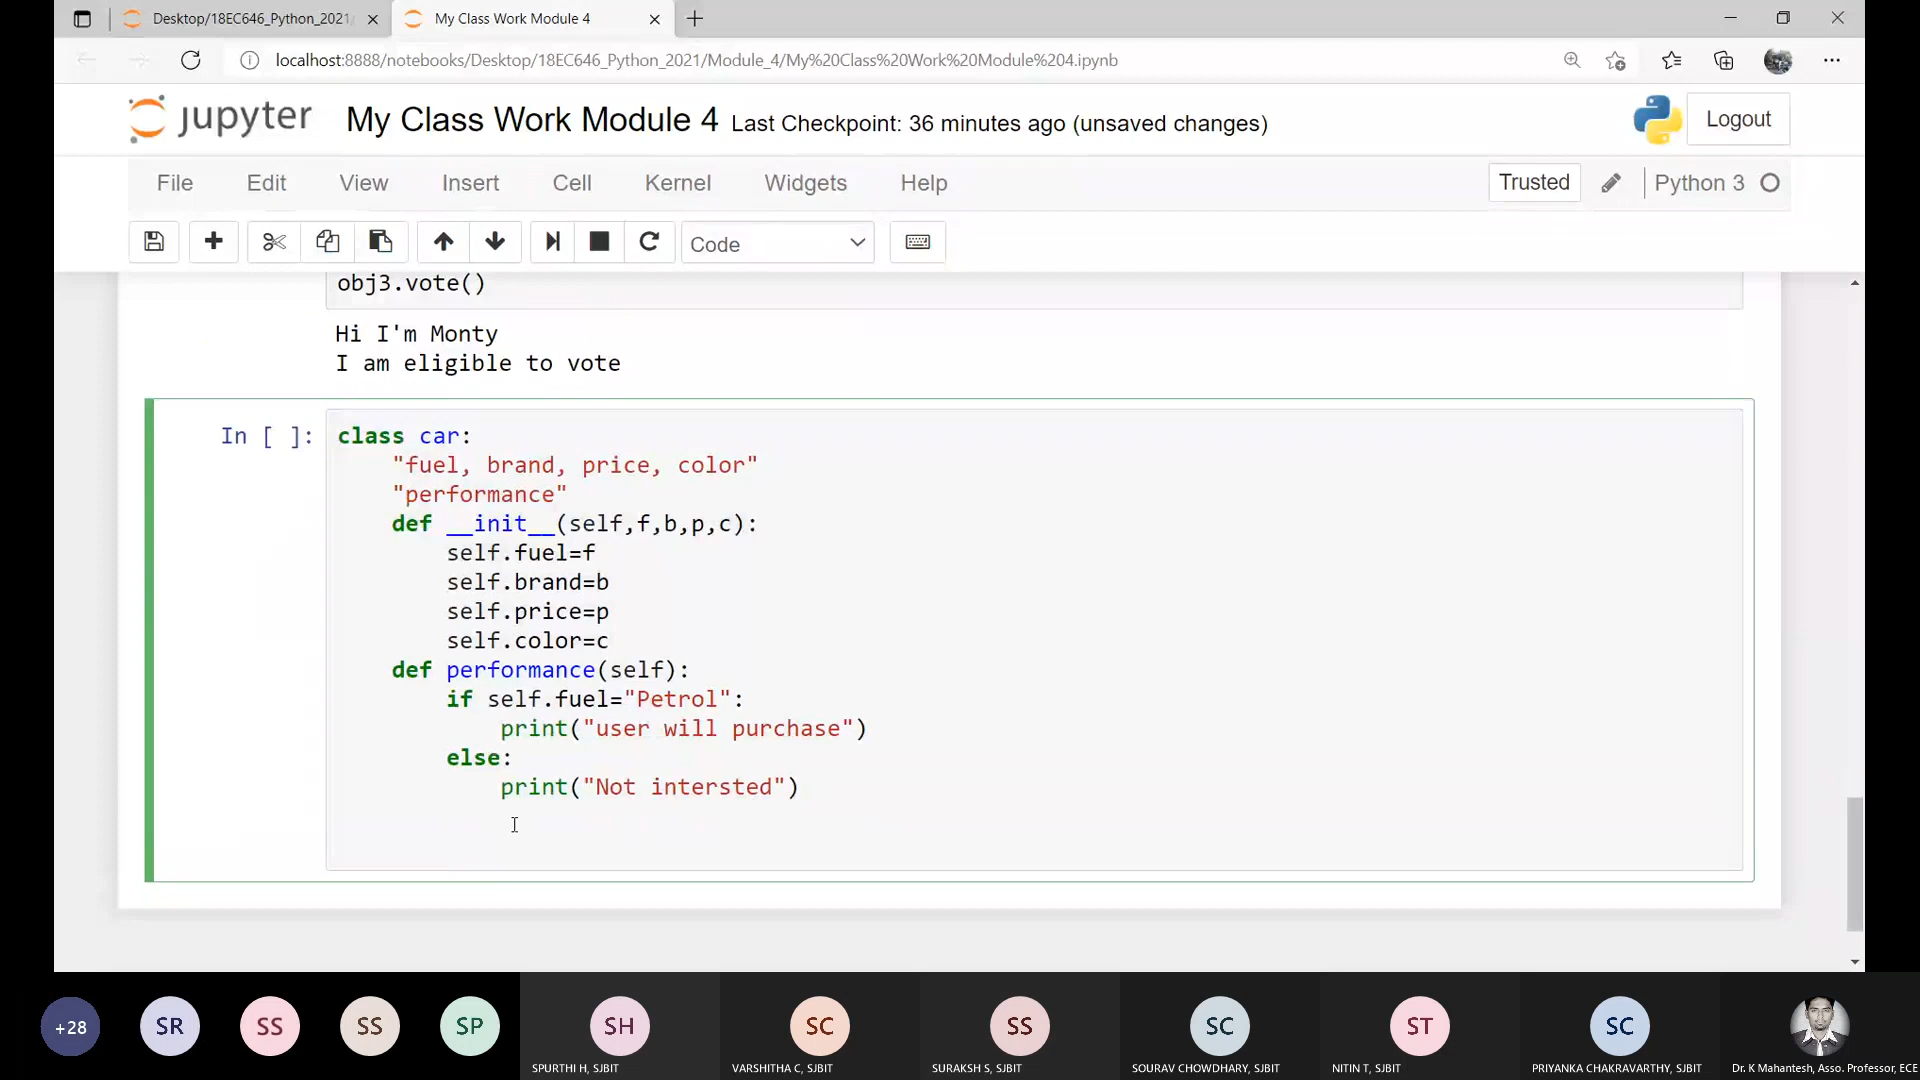 Desktop/18EC646_Python_2021/
My Class Work Module 4
localhost:8888/notebooks/Desktop/18EC646_Python_2021/Module_4/My%20Class%20Work%20Module%204.ipynb
jupyter My Class Work Module 4 Last Checkpoint: 36 minutes ago (unsaved changes)
Logout
File Edit View Insert Cell Kernel Widgets Help
Trusted
Python 3
Code
obj3.vote()
Hi I'm Monty
I am eligible to vote
In [ ]:
class car:
    "fuel, brand, price, color"
    "performance"
    def __init__(self,f,b,p,c):
        self.fuel=f
        self.brand=b
        self.price=p
        self.color=c
    def performance(self):
        if self.fuel="Petrol":
            print("user will purchase")
        else:
            print("Not intersted")
+28 SR SS SS SP SH SC SS SC ST SC
SPURTHI H, SJBIT
VARSHITHA C, SJBIT
SURAKSH S, SJBIT
SOURAV CHOWDHARY, SJBIT
NITIN T, SJBIT
PRIYANKA CHAKRAVARTHY, SJBIT
Dr. K Mahantesh, Asso. Professor, ECE